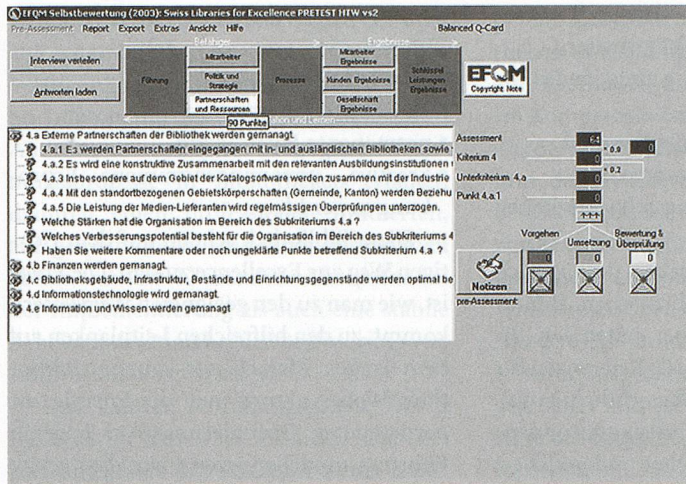 EFQM Selbstbewertung (2003): Swiss Libraries for Excellence PRETEST HTW vs2
Pre-Assessment Report Export Extras Ansicht Hilfe Balanced Q-Card
Befähiger
Ergebnisse
Interview verteilen
Antworten laden
Führung
Mitarbeiter
Politik und Strategie
Partnerschaften und Ressourcen
Prozesse
Mitarbeiter Ergebnisse
Kunden Ergebnisse
Gesellschaft Ergebnisse
Schlüssel Leistungen Ergebnisse
EFQM
Copyright Note
90 Punkte
ation und Lernen
4.a Externe Partnerschaften der Bibliothek werden gemanagt.
4.a.1 Es werden Partnerschaften eingegangen mit in- und ausländischen Bibliotheken sowie
4.a.2 Es wird eine konstruktive Zusammenarbeit mit den relevanten Ausbildungsinstitutionen
4.a.3 Insbesondere auf dem Gebiet der Katalogsoftware werden zusammen mit der Industrie
4.a.4 Mit den standortbezogenen Gebietskörperschaften (Gemeinde, Kanton) werden Beziehu
4.a.5 Die Leistung der Medien-Lieferanten wird regelmässigen Überprüfungen unterzogen.
Welche Stärken hat die Organisation im Bereich des Subkriteriums 4.a ?
Welches Verbesserungspotential besteht für die Organisation im Bereich des Subkriteriums 4
Haben Sie weitere Kommentare oder noch ungeklärte Punkte betreffend Subkriterium 4.a ?
4.b Finanzen werden gemanagt.
4.c Bibliotheksgebäude, Infrastruktur, Bestände und Einrichtungsgegenstände werden optimal be
4.d Informationstechnologie wird gemanagt.
4.e Information und Wissen werden gemanagt
Assessment 61
Kriterium 4 0 × 0.9 0
Unterkriterium 4.a 0 × 0,2
Punkt 4.a.1 0
↑↑↑
Vorgehen
Umsetzung
Bewertung & Überprüfung
0 0 0
Notizen
pre-Assessment: